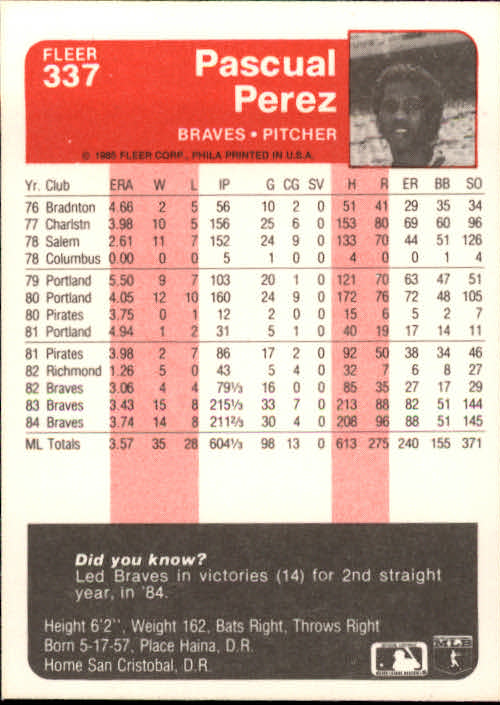 FLEER
337
Pascual
Perez
BRAVES • PITCHER
© 1985 FLEER CORP., PHILA PRINTED IN U.S.A.
Yr. Club ERA W L IP G CG SV H R ER BB SO
76 Bradnton 4.66 2 5 56 10 2 0 51 41 29 35 34
77 Charlstn 3.98 10 5 156 25 6 0 153 80 69 60 96
78 Salem 2.61 11 7 152 24 9 0 133 70 44 51 126
78 Columbus 0.00 0 0 5 1 0 0 4 0 0 1 4
79 Portland 5.50 9 7 103 20 1 0 121 70 63 47 51
80 Portland 4.05 12 10 160 24 9 0 172 76 72 48 105
80 Pirates 3.75 0 1 12 2 0 0 15 6 5 2 7
81 Portland 4.94 1 2 31 5 1 0 40 19 17 14 11
81 Pirates 3.98 2 7 86 17 2 0 92 50 38 34 46
82 Richmond 1.26 5 0 43 5 4 0 32 7 6 8 27
82 Braves 3.06 4 4 79⅓ 16 0 0 85 35 27 17 29
83 Braves 3.43 15 8 215⅓ 33 7 0 213 88 82 51 144
84 Braves 3.74 14 8 211⅔ 30 4 0 208 96 88 51 145
ML Totals 3.57 35 28 604⅓ 98 13 0 613 275 240 155 371
Did you know?
Led Braves in victories (14) for 2nd straight
year, in '84.
Height 6'2'', Weight 162, Bats Right, Throws Right
Born 5-17-57, Place Haina, D.R.
Home San Cristobal, D.R.
MLB